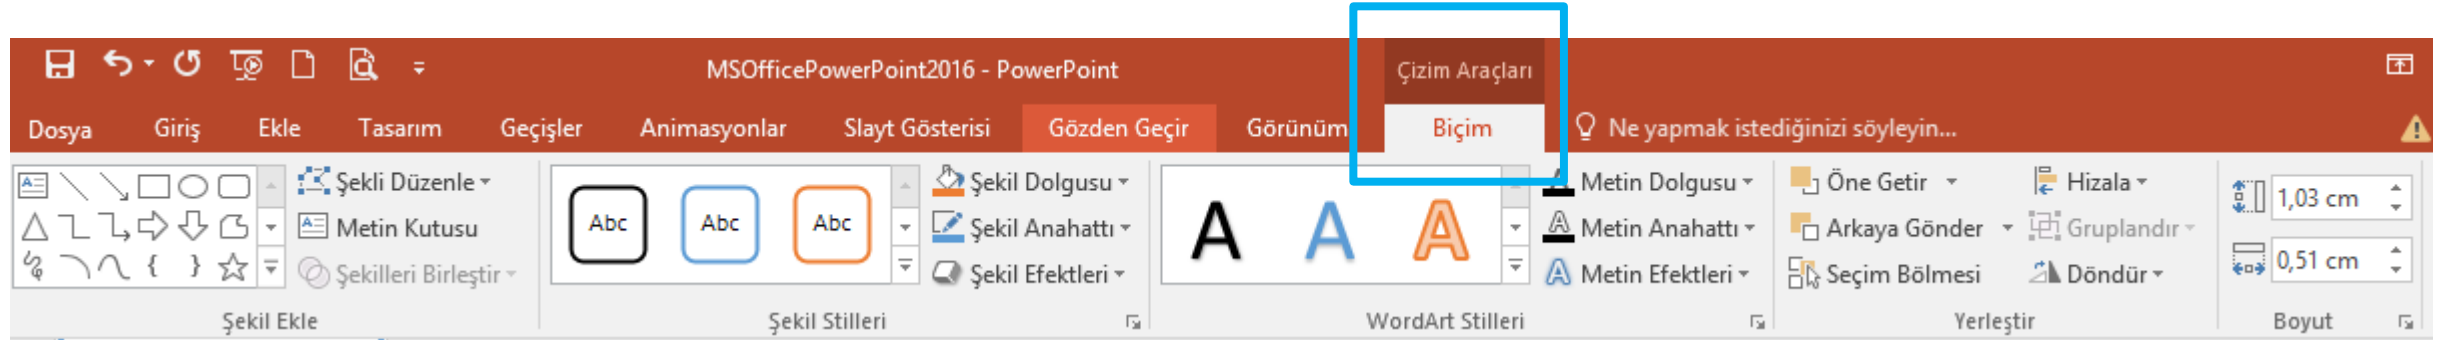 MSOfficePowerPoint2016 - PowerPoint Çizim Araçları
Dosya Giriş Ekle Tasarım Geçişler Animasyonlar Slayt Gösterisi Gözden Geçir Görünüm Biçim Ne yapmak istediğinizi söyleyin...
Şekli Düzenle
Metin Kutusu
Şekilleri Birleştir
Şekil Ekle
Abc Abc Abc
Şekil Dolgusu
Şekil Anahattı
Şekil Efektleri
Şekil Stilleri
A A A
Metin Dolgusu
Metin Anahattı
Metin Efektleri
WordArt Stilleri
Öne Getir
Arkaya Gönder
Seçim Bölmesi
Hizala
Gruplandır
Döndür
Yerleştir
1,03 cm
0,51 cm
Boyut